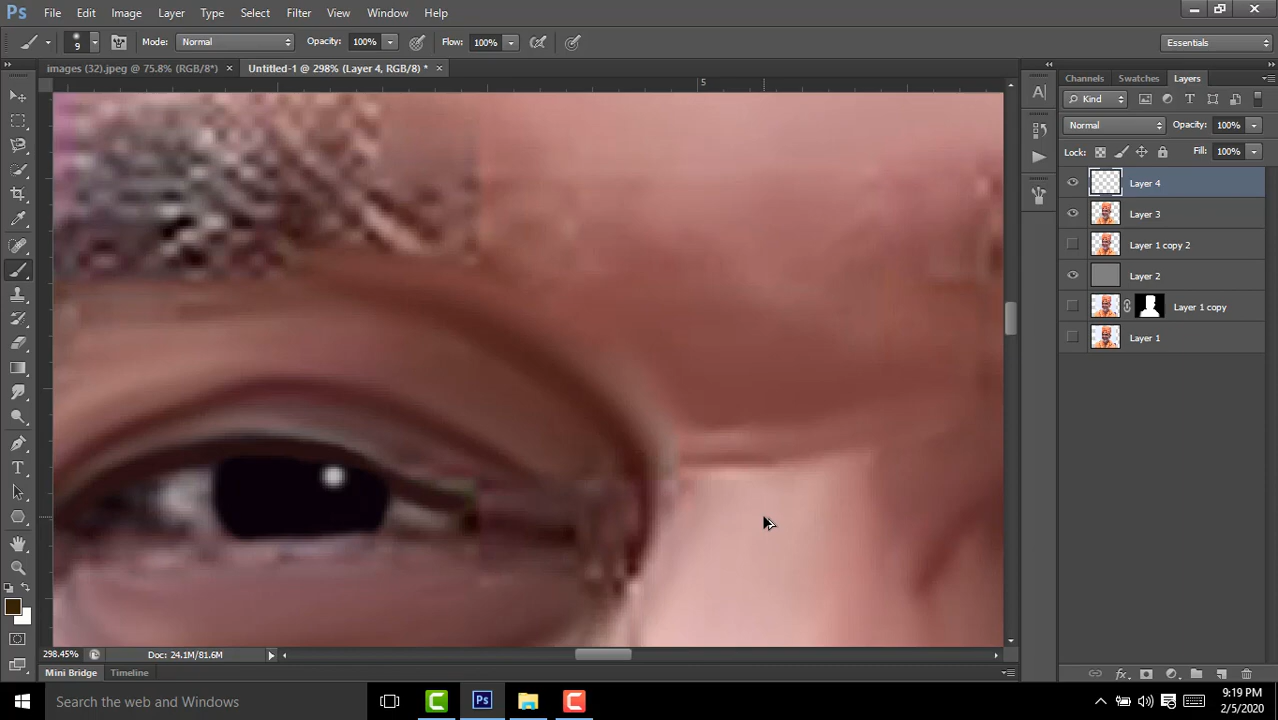 Ps File Edit Image Layer Type Select Filter 3D View Window Help
9 Mode: Normal Opacity: 100% Flow: 100% Essentials
images (32).jpeg @ 75.8% (RGB/8*) × Untitled-1 @ 298% (Layer 4, RGB/8) * ×
5
Channels Swatches Layers
Kind
Normal Opacity: 100%
Lock: Fill: 100%
Layer 4
Layer 3
Layer 1 copy 2
Layer 2
Layer 1 copy
Layer 1
298.45% Doc: 24.1M/81.6M
Mini Bridge Timeline
Search the web and Windows
9:19 PM
2/5/2020